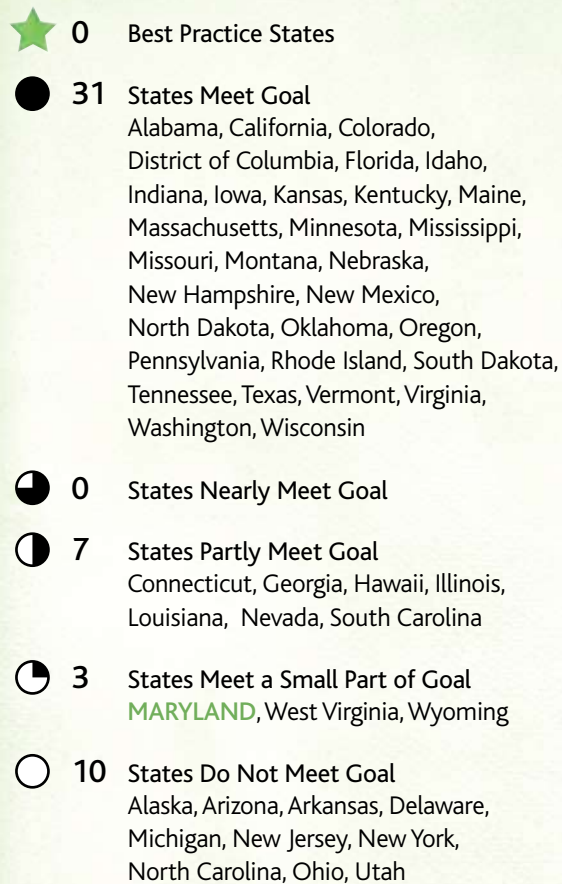 0 Best Practice States
31 States Meet Goal
Alabama, California, Colorado,
District of Columbia, Florida, Idaho,
Indiana, Iowa, Kansas, Kentucky, Maine,
Massachusetts, Minnesota, Mississippi,
Missouri, Montana, Nebraska,
New Hampshire, New Mexico,
North Dakota, Oklahoma, Oregon,
Pennsylvania, Rhode Island, South Dakota,
Tennessee, Texas, Vermont, Virginia,
Washington, Wisconsin
0 States Nearly Meet Goal
7 States Partly Meet Goal
Connecticut, Georgia, Hawaii, Illinois,
Louisiana, Nevada, South Carolina
3 States Meet a Small Part of Goal
MARYLAND, West Virginia, Wyoming
10 States Do Not Meet Goal
Alaska, Arizona, Arkansas, Delaware,
Michigan, New Jersey, New York,
North Carolina, Ohio, Utah